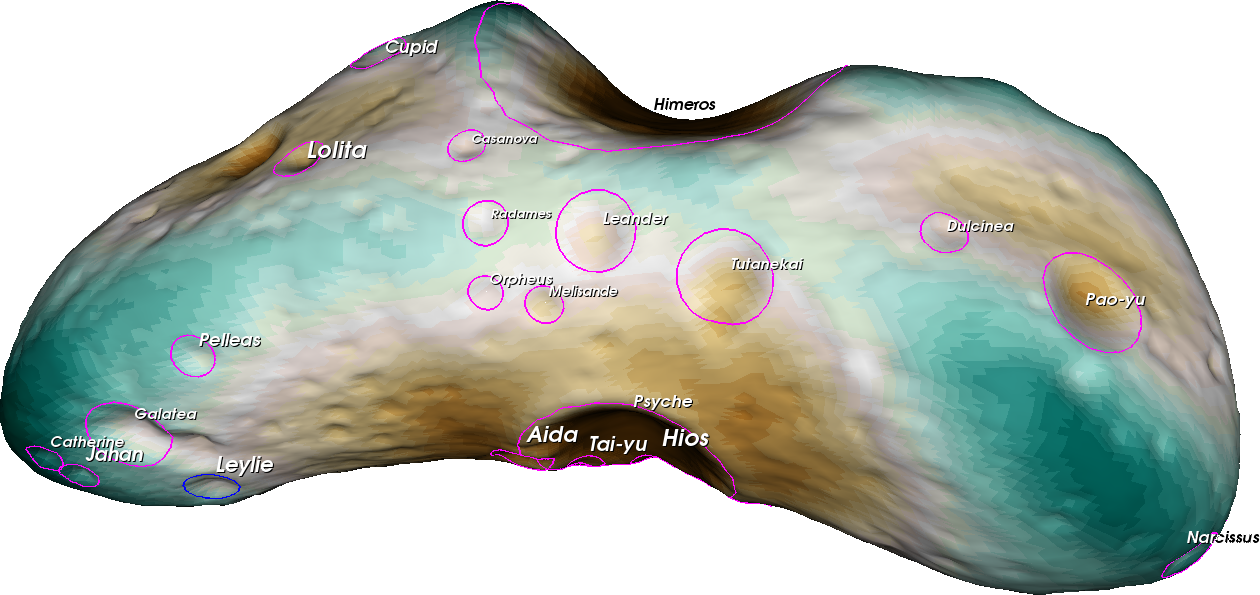 Cupid
Himeros
Casanova
Lolita
Radames
Leander
Dulcinea
Tutanekai
Orpheus
Melisande
Pao-yu
Pelleas
Psyche
Galatea
Aida
Hios
Catherine
Tai-yu
Jahan
Leylie
Narcissus